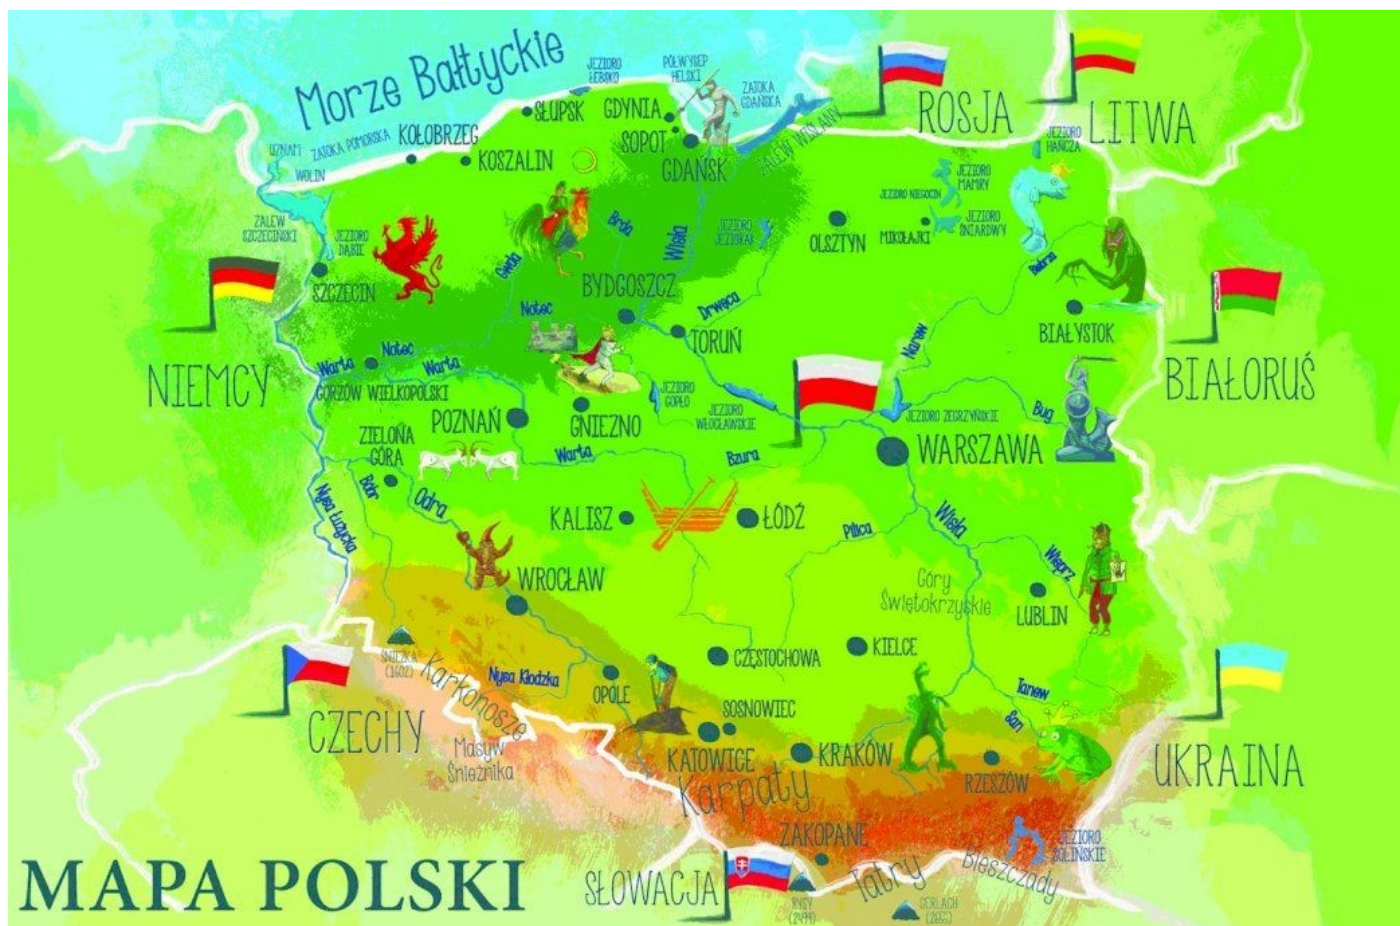 Morze Bałtyckie
JEZIORO
ŁEBSKO
PÓŁWYSEP
HELSKI
ZATOKA
GDAŃSKA
ZALEW WIŚLANY
ROSJA
LITWA
SŁUPSK
GDYNIA
SOPOT
GDAŃSK
ZATOKA POMORSKA
KOŁOBRZEG
KOSZALIN
UZNAM
WOLIN
JEZIORO
HAŃCZA
JEZIORO
MAMRY
JEZIORO NIEGOCIN
JEZIORO
ŚNIARDWY
MIKOŁAJKI
OLSZTYN
ZALEW
SZCZECIŃSKI
JEZIORO
DĄBIE
SZCZECIN
Gwda
Brda
Wisła
JEZIORO
JEZIORAK
Biebrza
BYDGOSZCZ
Noteć
Drwęca
TORUŃ
Narew
BIAŁYSTOK
BIAŁORUŚ
NIEMCY
Warta
Noteć
Warta
GORZÓW WIELKOPOLSKI
POZNAŃ
GNIEZNO
JEZIORO
GOPŁO
JEZIORO
WŁOCŁAWSKIE
JEZIORO ZEGRZYŃSKIE
Bug
WARSZAWA
ZIELONA
GÓRA
Warta
Bzura
Bóbr
Odra
Nysa Łużycka
KALISZ
ŁÓDŹ
Pilica
Wisła
Wieprz
WROCŁAW
Góry
Świętokrzyskie
LUBLIN
CZĘSTOCHOWA
KIELCE
ŚNIEŻKA
(1602)
Karkonosze
Nysa Kłodzka
OPOLE
Tanew
San
CZECHY
Masyw
Śnieżnika
SOSNOWIEC
KATOWICE
KRAKÓW
RZESZÓW
UKRAINA
Karpaty
ZAKOPANE
JEZIORO
SOLIŃSKIE
Bieszczady
Tatry
SŁOWACJA
RYSY
(2499)
GERLACH
(2655)
MAPA POLSKI